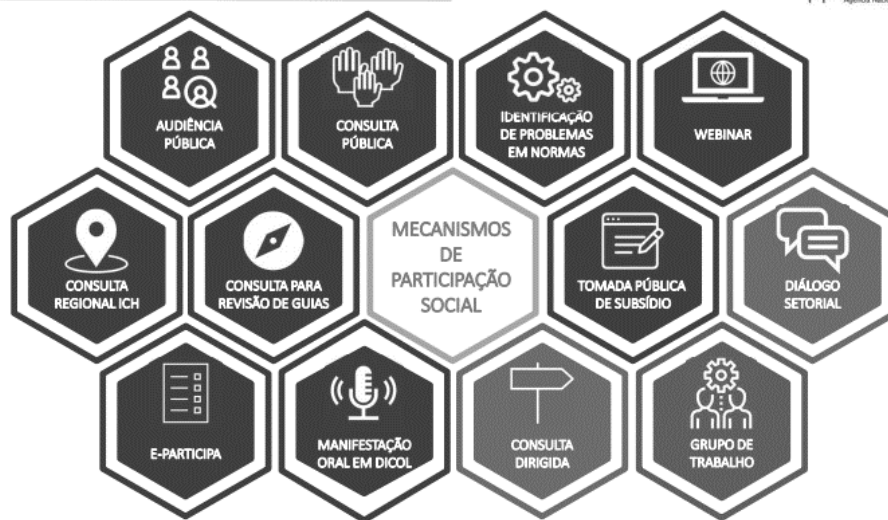 Agência Nacio
AUDIÊNCIA
PÚBLICA
CONSULTA
PÚBLICA
IDENTIFICAÇÃO
DE PROBLEMAS
EM NORMAS
WEBINAR
CONSULTA
REGIONAL ICH
CONSULTA PARA
REVISÃO DE GUIAS
MECANISMOS
DE
PARTICIPAÇÃO
SOCIAL
TOMADA PÚBLICA
DE SUBSÍDIO
DIÁLOGO
SETORIAL
E-PARTICIPA
MANIFESTAÇÃO
ORAL EM DICOL
CONSULTA
DIRIGIDA
GRUPO DE
TRABALHO